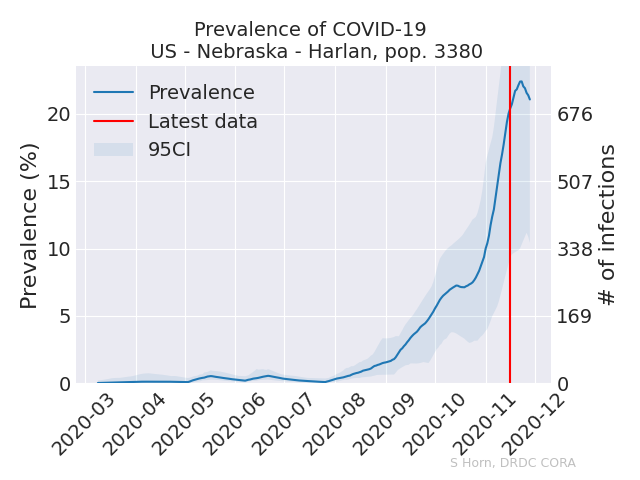 Prevalence of COVID-19
US - Nebraska - Harlan, pop. 3380
Prevalence
Latest data
95CI
Prevalence (%)
20
15
10
5
0
676
507
338
169
0
# of infections
2020-03
2020-04
2020-05
2020-06
2020-07
2020-08
2020-09
2020-10
2020-11
2020-12
S Horn, DRDC CORA